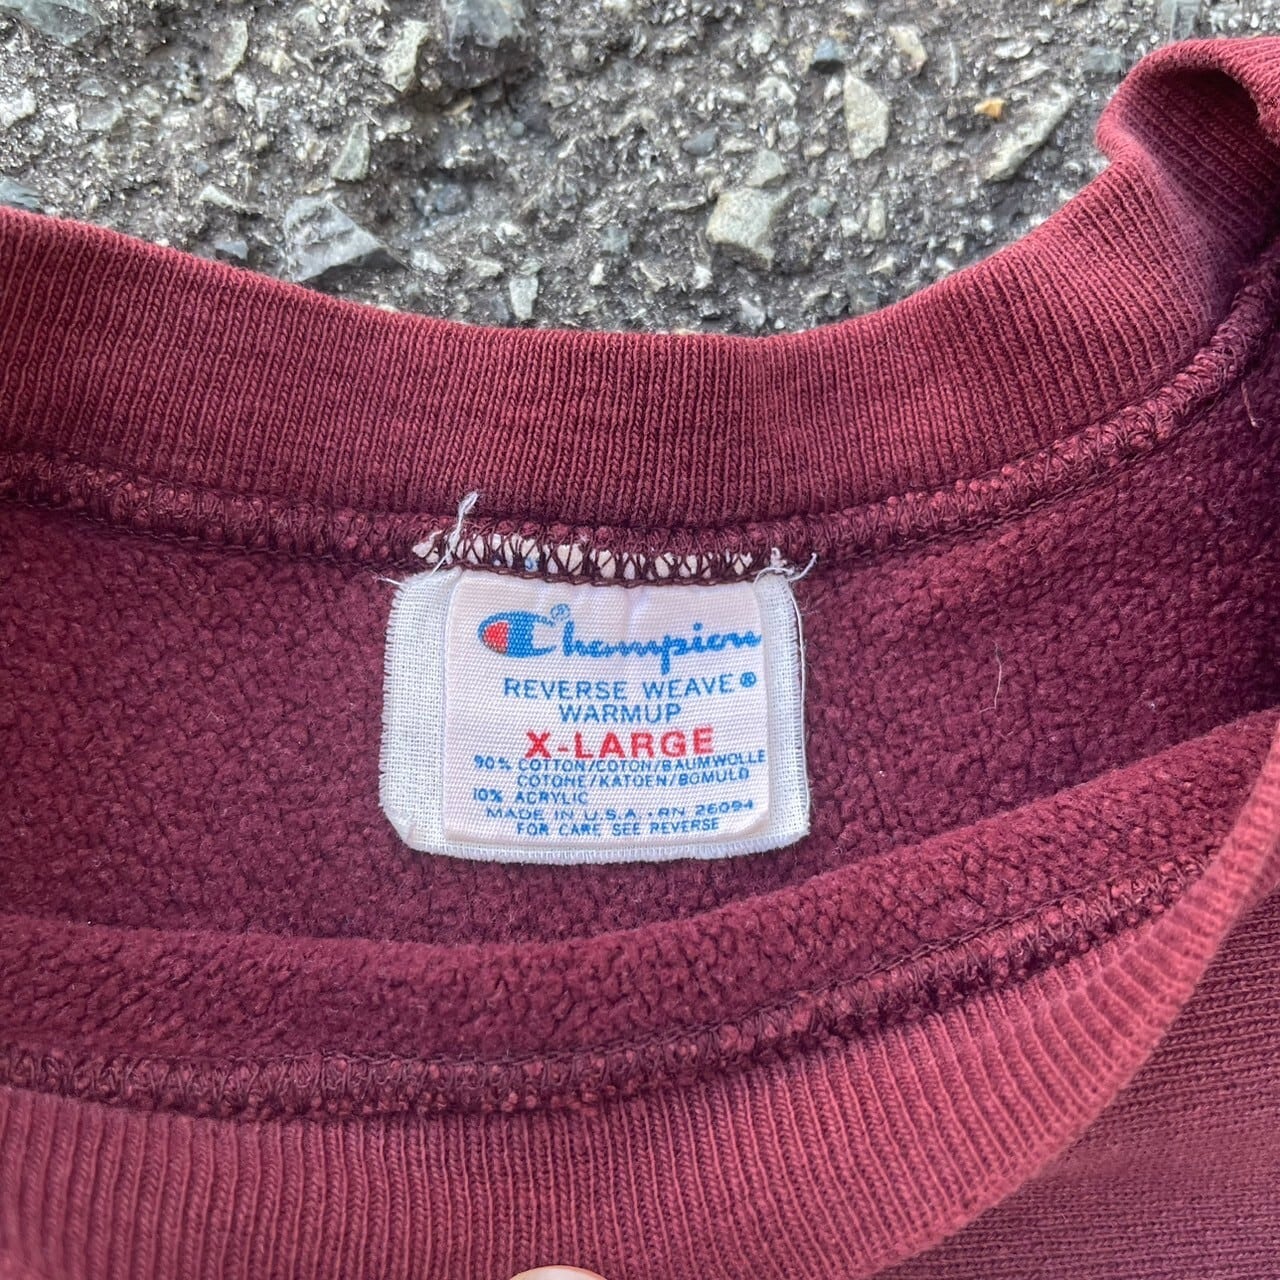 Champion®
REVERSE WEAVE®
WARMUP
X-LARGE
90% COTTON/COTON/BAUMWOLLE
COTONE/KATOEN/BOMULD
10% ACRYLIC
MADE IN U.S.A · RN 26094
FOR CARE SEE REVERSE